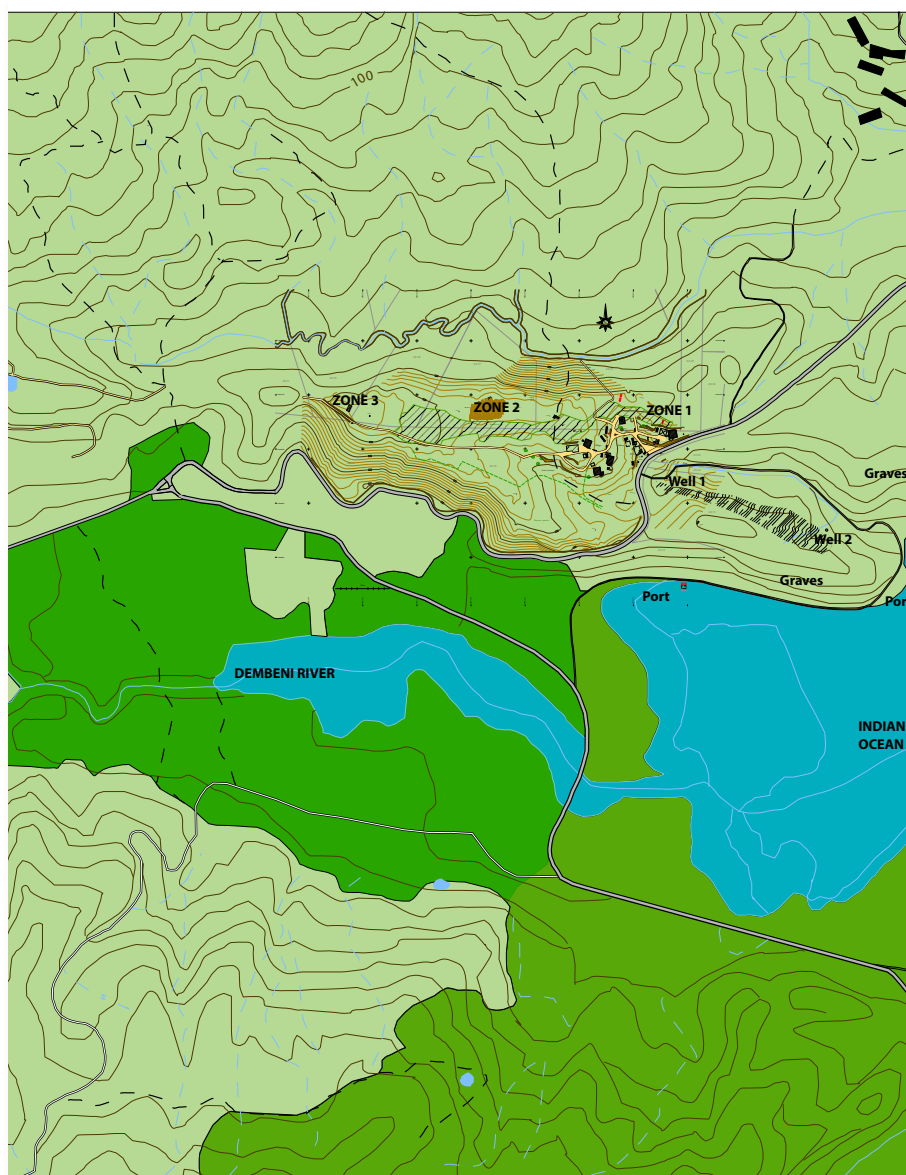 100
ZONE 3
ZONE 2
ZONE 1
Well 1
Graves
Well 2
Graves
Port
Por
DEMBENI RIVER
INDIAN
OCEAN